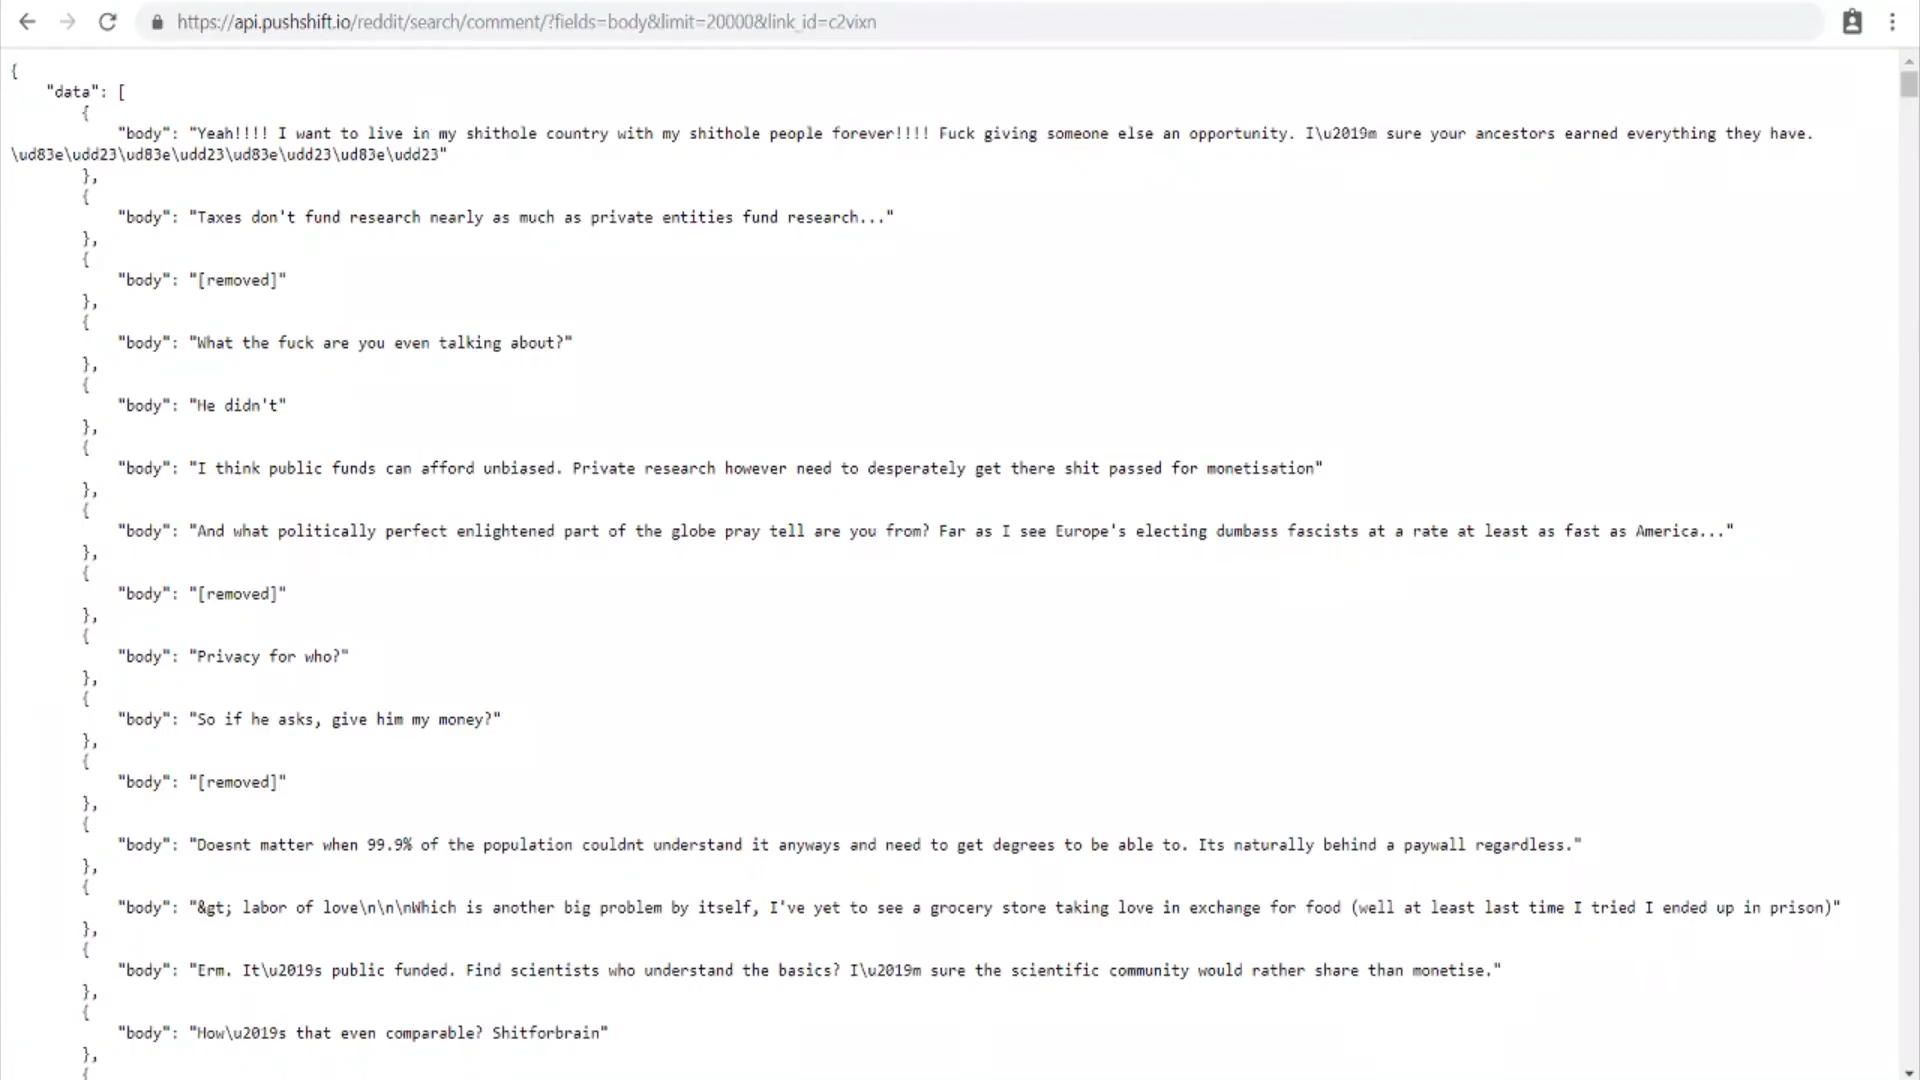 https://api.pushshift.io/reddit/search/comment/?fields=body&limit=20000&link_id=c2vixn
{
"data": [
{
"body": "Yeah!!!! I want to live in my shithole country with my shithole people forever!!!! Fuck giving someone else an opportunity. I\u2019m sure your ancestors earned everything they have.
\ud83e\udd23\ud83e\udd23\ud83e\udd23\ud83e\udd23"
},
{
"body": "Taxes don't fund research nearly as much as private entities fund research..."
},
{
"body": "[removed]"
},
{
"body": "What the fuck are you even talking about?"
},
{
"body": "He didn't"
},
{
"body": "I think public funds can afford unbiased. Private research however need to desperately get there shit passed for monetisation"
},
{
"body": "And what politically perfect enlightened part of the globe pray tell are you from? Far as I see Europe's electing dumbass fascists at a rate at least as fast as America..."
},
{
"body": "[removed]"
},
{
"body": "Privacy for who?"
},
{
"body": "So if he asks, give him my money?"
},
{
"body": "[removed]"
},
{
"body": "Doesnt matter when 99.9% of the population couldnt understand it anyways and need to get degrees to be able to. Its naturally behind a paywall regardless."
},
{
"body": "&gt; labor of love\n\n\nWhich is another big problem by itself, I've yet to see a grocery store taking love in exchange for food (well at least last time I tried I ended up in prison)"
},
{
"body": "Erm. It\u2019s public funded. Find scientists who understand the basics? I\u2019m sure the scientific community would rather share than monetise."
},
{
"body": "How\u2019s that even comparable? Shitforbrain"
},
{